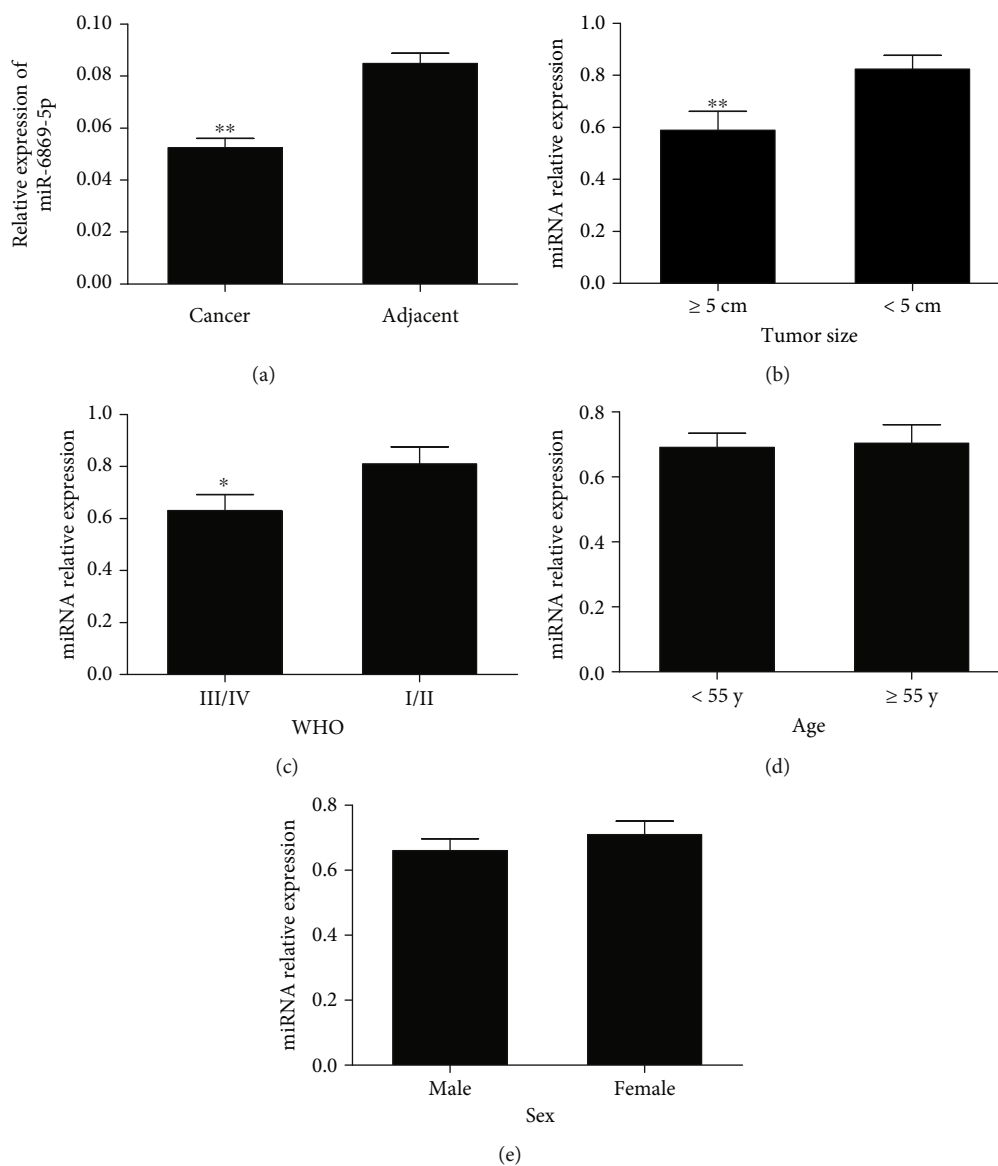 Relative expression of
miR-6869-5p
0.10
0.08
0.06
0.04
0.02
0.00
**
Cancer Adjacent
(a)
miRNA relative expression
1.0
0.8
0.6
0.4
0.2
0.0
**
≥ 5 cm < 5 cm
Tumor size
(b)
miRNA relative expression
1.0
0.8
0.6
0.4
0.2
0.0
*
III/IV I/II
WHO
(c)
miRNA relative expression
0.8
0.6
0.4
0.2
0.0
< 55 y ≥ 55 y
Age
(d)
miRNA relative expression
0.8
0.6
0.4
0.2
0.0
Male Female
Sex
(e)